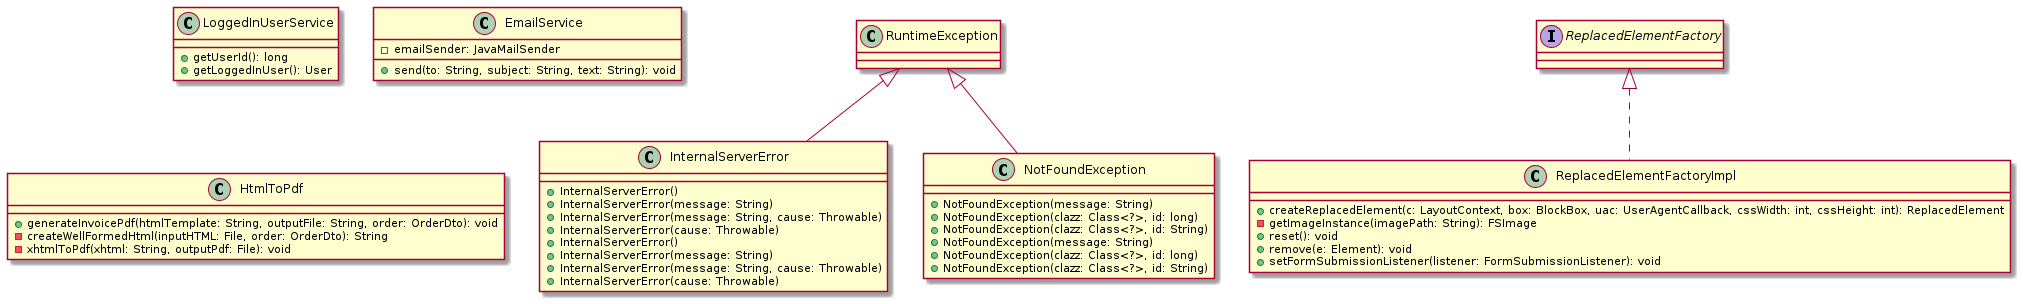 C LoggedInUserService
getUserId(): long
getLoggedInUser(): User
C EmailService
emailSender: JavaMailSender
send(to: String, subject: String, text: String): void
C RuntimeException
I ReplacedElementFactory
C HtmlToPdf
generateInvoicePdf(htmlTemplate: String, outputFile: String, order: OrderDto): void
createWellFormedHtml(inputHTML: File, order: OrderDto): String
xhtmlToPdf(xhtml: String, outputPdf: File): void
C InternalServerError
InternalServerError()
InternalServerError(message: String)
InternalServerError(message: String, cause: Throwable)
InternalServerError(cause: Throwable)
InternalServerError()
InternalServerError(message: String)
InternalServerError(message: String, cause: Throwable)
InternalServerError(cause: Throwable)
C NotFoundException
NotFoundException(message: String)
NotFoundException(clazz: Class<?>, id: long)
NotFoundException(clazz: Class<?>, id: String)
NotFoundException(message: String)
NotFoundException(clazz: Class<?>, id: long)
NotFoundException(clazz: Class<?>, id: String)
C ReplacedElementFactoryImpl
createReplacedElement(c: LayoutContext, box: BlockBox, uac: UserAgentCallback, cssWidth: int, cssHeight: int): ReplacedElement
getImageInstance(imagePath: String): FSImage
reset(): void
remove(e: Element): void
setFormSubmissionListener(listener: FormSubmissionListener): void